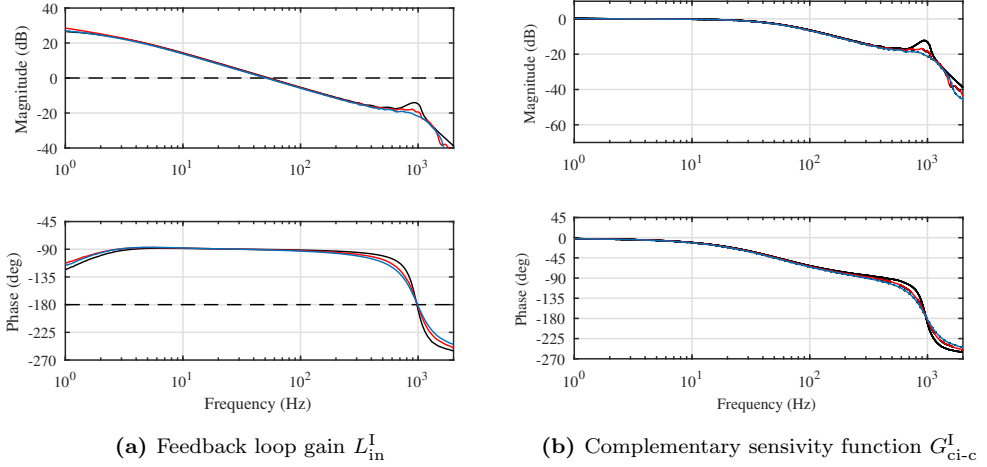 40
20
0
-20
-40
Magnitude (dB)
10^0 10^1 10^2 10^3
-45
-90
-135
-180
-225
-270
Phase (deg)
10^0 10^1 10^2 10^3
Frequency (Hz)
(a) Feedback loop gain L^I_in
0
-20
-40
-60
Magnitude (dB)
10^0 10^1 10^2 10^3
45
0
-45
-90
-135
-180
-225
-270
Phase (deg)
10^0 10^1 10^2 10^3
Frequency (Hz)
(b) Complementary sensivity function G^I_ci-c